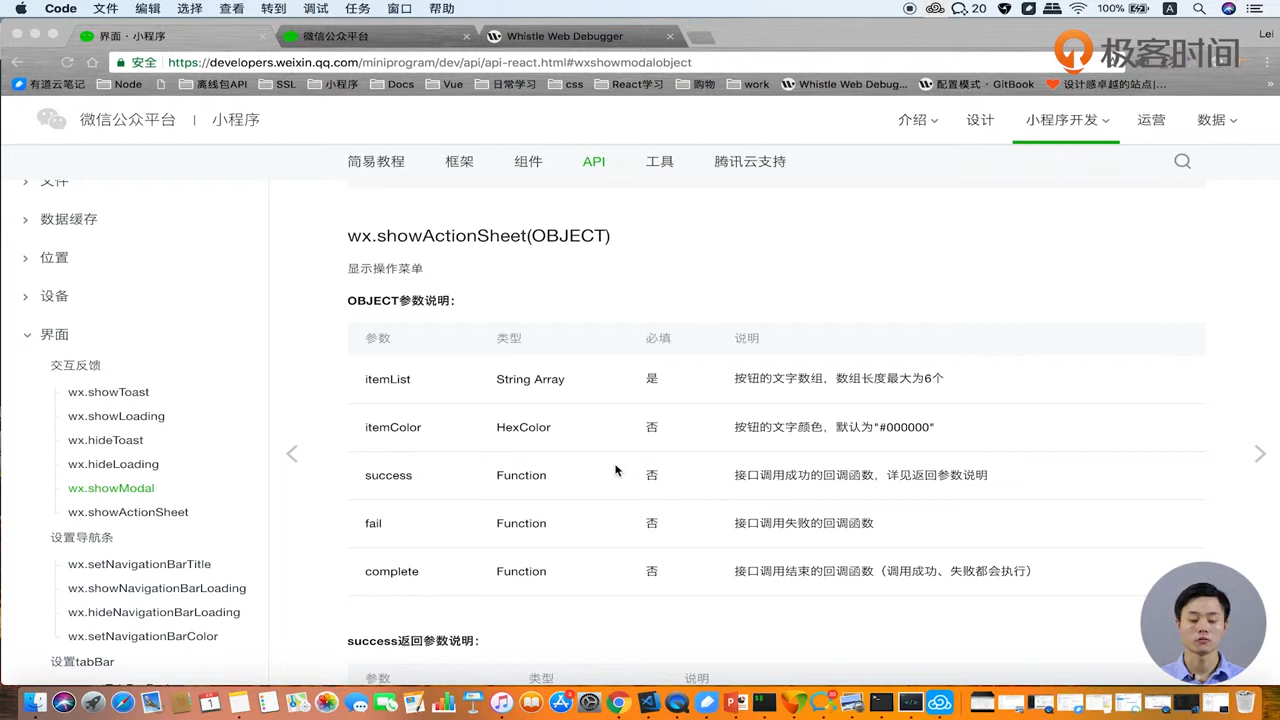 Code 文件 编辑 选择 查看 转到 调试 任务 窗口 帮助 20 100% A
界面 · 小程序 × 微信公众平台 × Whistle Web Debugger × Lei
极客时间
安全 https://developers.weixin.qq.com/miniprogram/dev/api/api-react.html#wxshowmodalobject
有道云笔记 Node 离线包API SSL 小程序 Docs Vue 日常学习 css React学习 购物 work Whistle Web Debug... 配置模式 · GitBook 设计感卓越的站点|... »
微信公众平台 | 小程序 介绍 设计 小程序开发 运营 数据
简易教程 框架 组件 API 工具 腾讯云支持
文件
数据缓存
位置
设备
界面
交互反馈
wx.showToast
wx.showLoading
wx.hideToast
wx.hideLoading
wx.showModal
wx.showActionSheet
设置导航条
wx.setNavigationBarTitle
wx.showNavigationBarLoading
wx.hideNavigationBarLoading
wx.setNavigationBarColor
设置tabBar
wx.showActionSheet(OBJECT)
显示操作菜单
OBJECT参数说明:
参数 类型 必填 说明
itemList String Array 是 按钮的文字数组，数组长度最大为6个
itemColor HexColor 否 按钮的文字颜色，默认为"#000000"
success Function 否 接口调用成功的回调函数，详见返回参数说明
fail Function 否 接口调用失败的回调函数
complete Function 否 接口调用结束的回调函数（调用成功、失败都会执行）
success返回参数说明:
参数 类型 说明